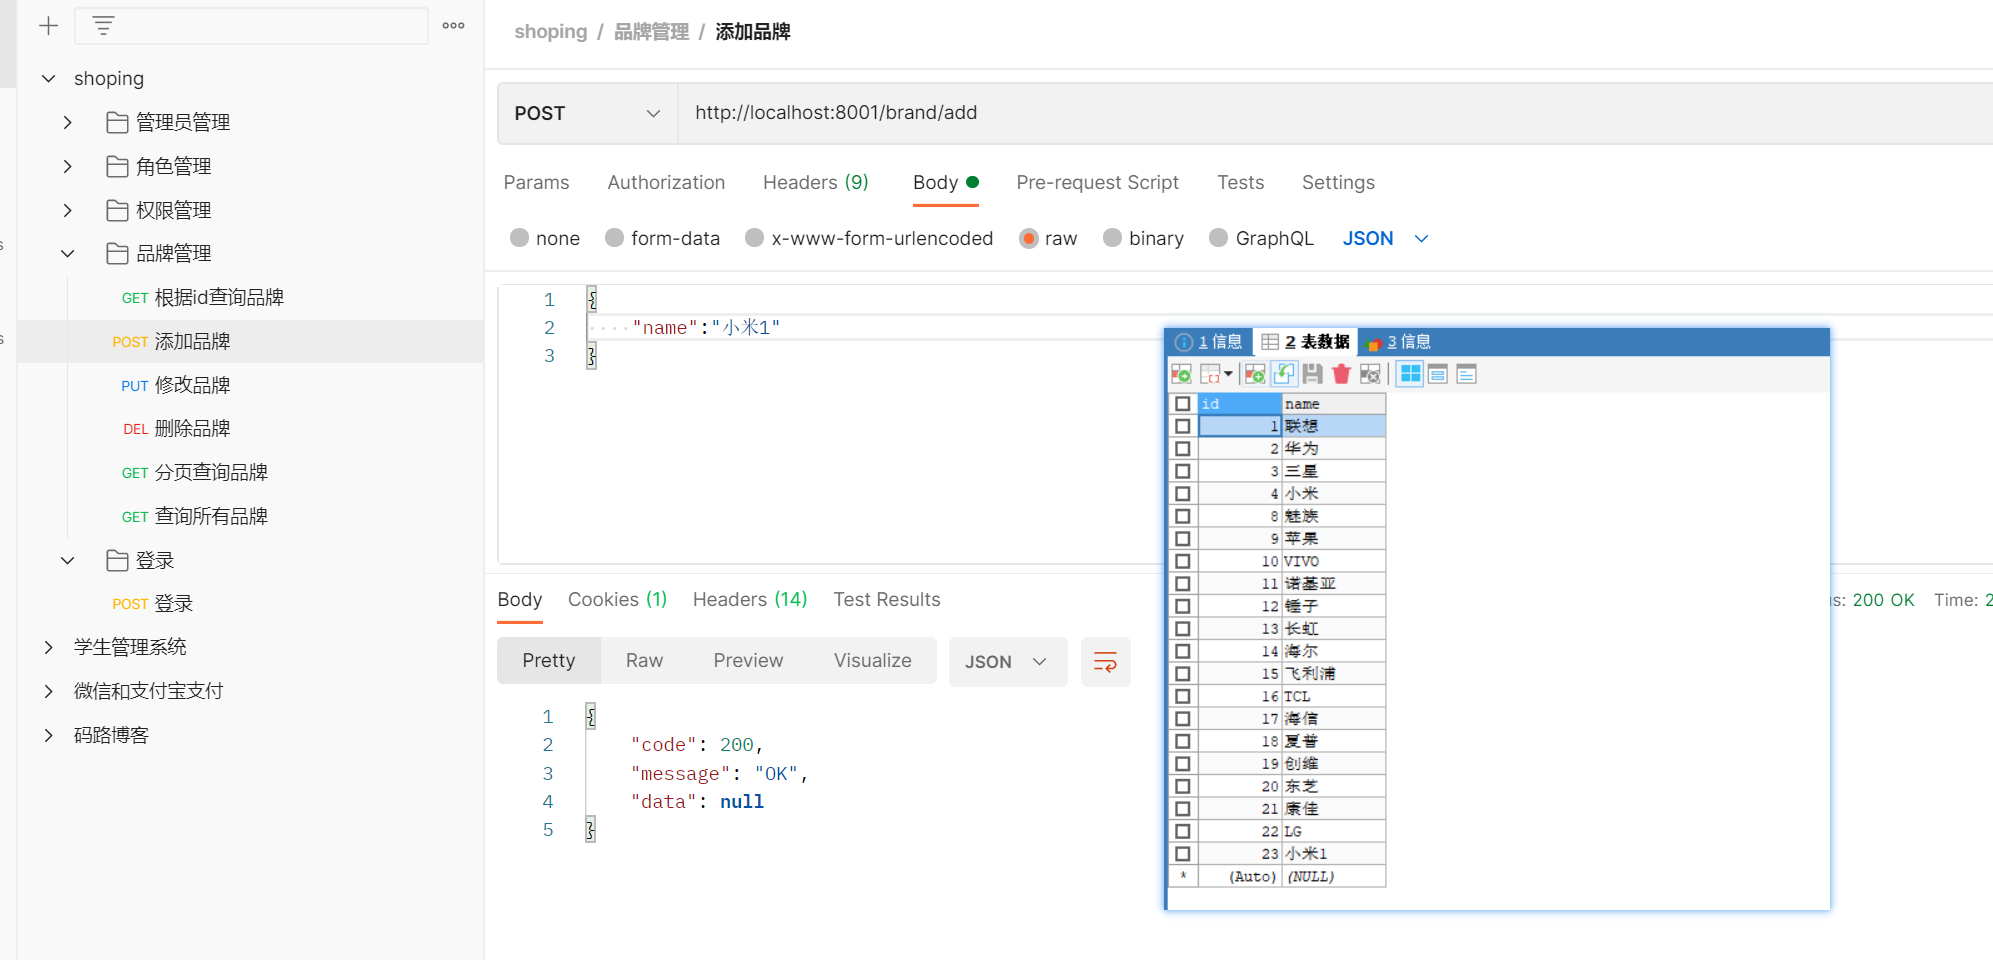 shoping
管理员管理
角色管理
权限管理
品牌管理
GET 根据id查询品牌
POST 添加品牌
PUT 修改品牌
DEL 删除品牌
GET 分页查询品牌
GET 查询所有品牌
登录
POST 登录
学生管理系统
微信和支付宝支付
码路博客
shoping / 品牌管理 / 添加品牌
POST http://localhost:8001/brand/add
Params Authorization Headers (9) Body Pre-request Script Tests Settings
none form-data x-www-form-urlencoded raw binary GraphQL JSON
1 {
2 "name":"小米1"
3 }
Body Cookies (1) Headers (14) Test Results
200 OK Time: 2
Pretty Raw Preview Visualize JSON
1 {
2 "code": 200,
3 "message": "OK",
4 "data": null
5 }
1 信息 2 表数据 3 信息
id name
1 联想
2 华为
3 三星
4 小米
8 魅族
9 苹果
10 VIVO
11 诺基亚
12 锤子
13 长虹
14 海尔
15 飞利浦
16 TCL
17 海信
18 夏普
19 创维
20 东芝
21 康佳
22 LG
23 小米1
* (Auto) (NULL)